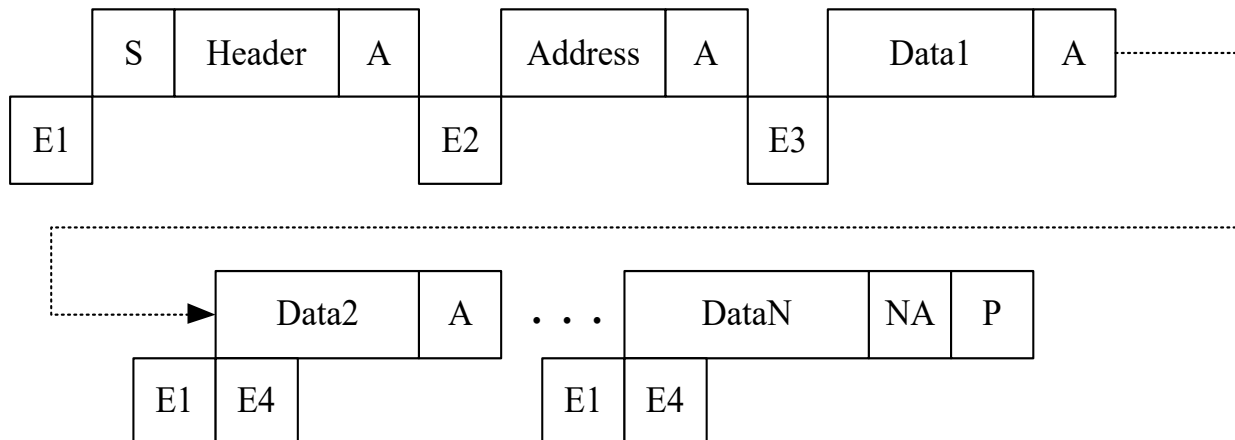 S Header A Address A Data1 A
E1 E2 E3
Data2 A . . . DataN NA P
E1 E4 E1 E4